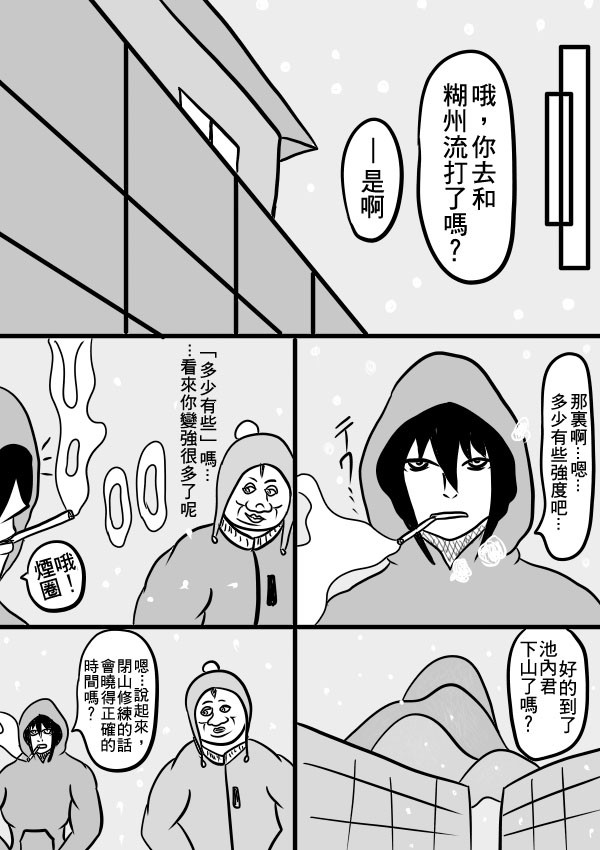 哦，你去和
糊州流打了嗎？
—是啊
那裏啊…嗯…
多少有些強度吧…
テク
「多少有些」嗎…
…看來你變強很多了呢
哦！
煙圈
好的到了
池內君
下山了嗎？
嗯…說起來，
閉山修練的話
會曉得正確的
時間嗎？